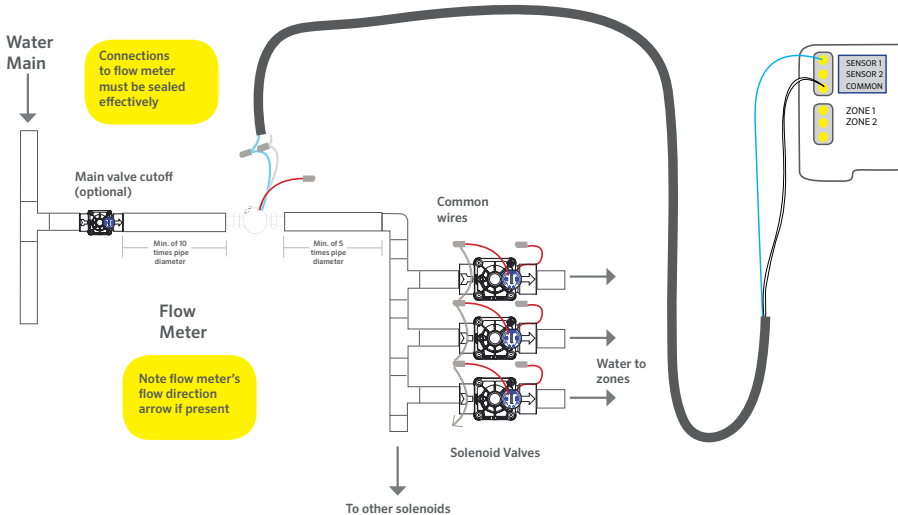 Water
Main
Connections
to flow meter
must be sealed
effectively
SENSOR 1
SENSOR 2
COMMON
ZONE 1
ZONE 2
Main valve cutoff
(optional)
Min. of 10
times pipe
diameter
Min. of 5
times pipe
diameter
Common
wires
Flow
Meter
Note flow meter's
flow direction
arrow if present
Water to
zones
Solenoid Valves
To other solenoids